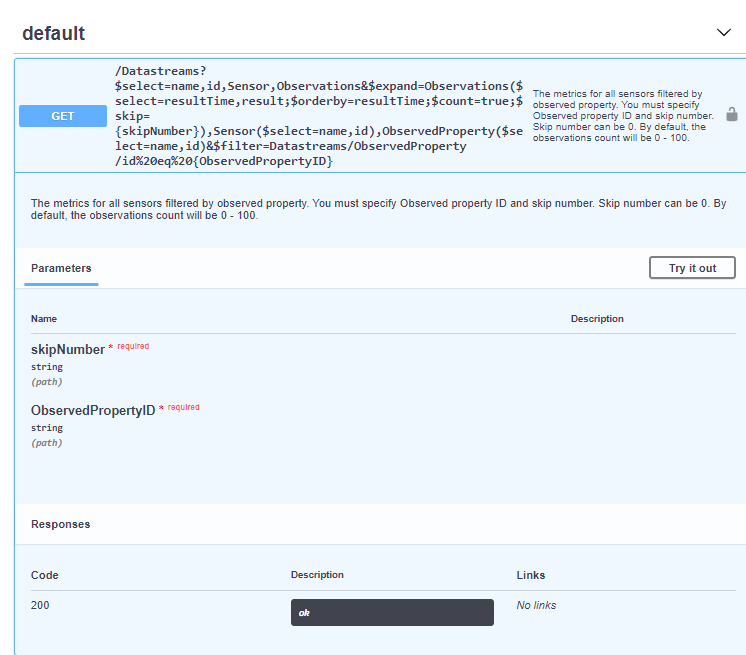 default
GET
/Datastreams?
$select=name,id,Sensor,Observations&$expand=Observations($
select=resultTime,result;$orderby=resultTime;$count=true;$
skip=
{skipNumber}),Sensor($select=name,id),ObservedProperty($se
lect=name,id)&$filter=Datastreams/ObservedProperty
/id%20eq%20{ObservedPropertyID}
The metrics for all sensors filtered by
observed property. You must specify
Observed property ID and skip number.
Skip number can be 0. By default, the
observations count will be 0 - 100.
The metrics for all sensors filtered by observed property. You must specify Observed property ID and skip number. Skip number can be 0. By
default, the observations count will be 0 - 100.
Parameters
Try it out
Name
Description
skipNumber * required
string
(path)
ObservedPropertyID * required
string
(path)
Responses
Code
Description
Links
200
ok
No links